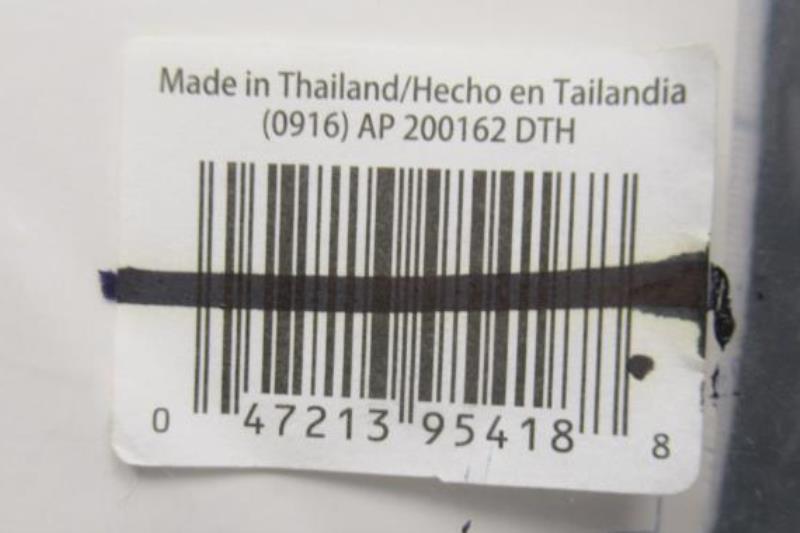 Made in Thailand/Hecho en Tailandia
(0916) AP 200162 DTH
0 47213 95418 8